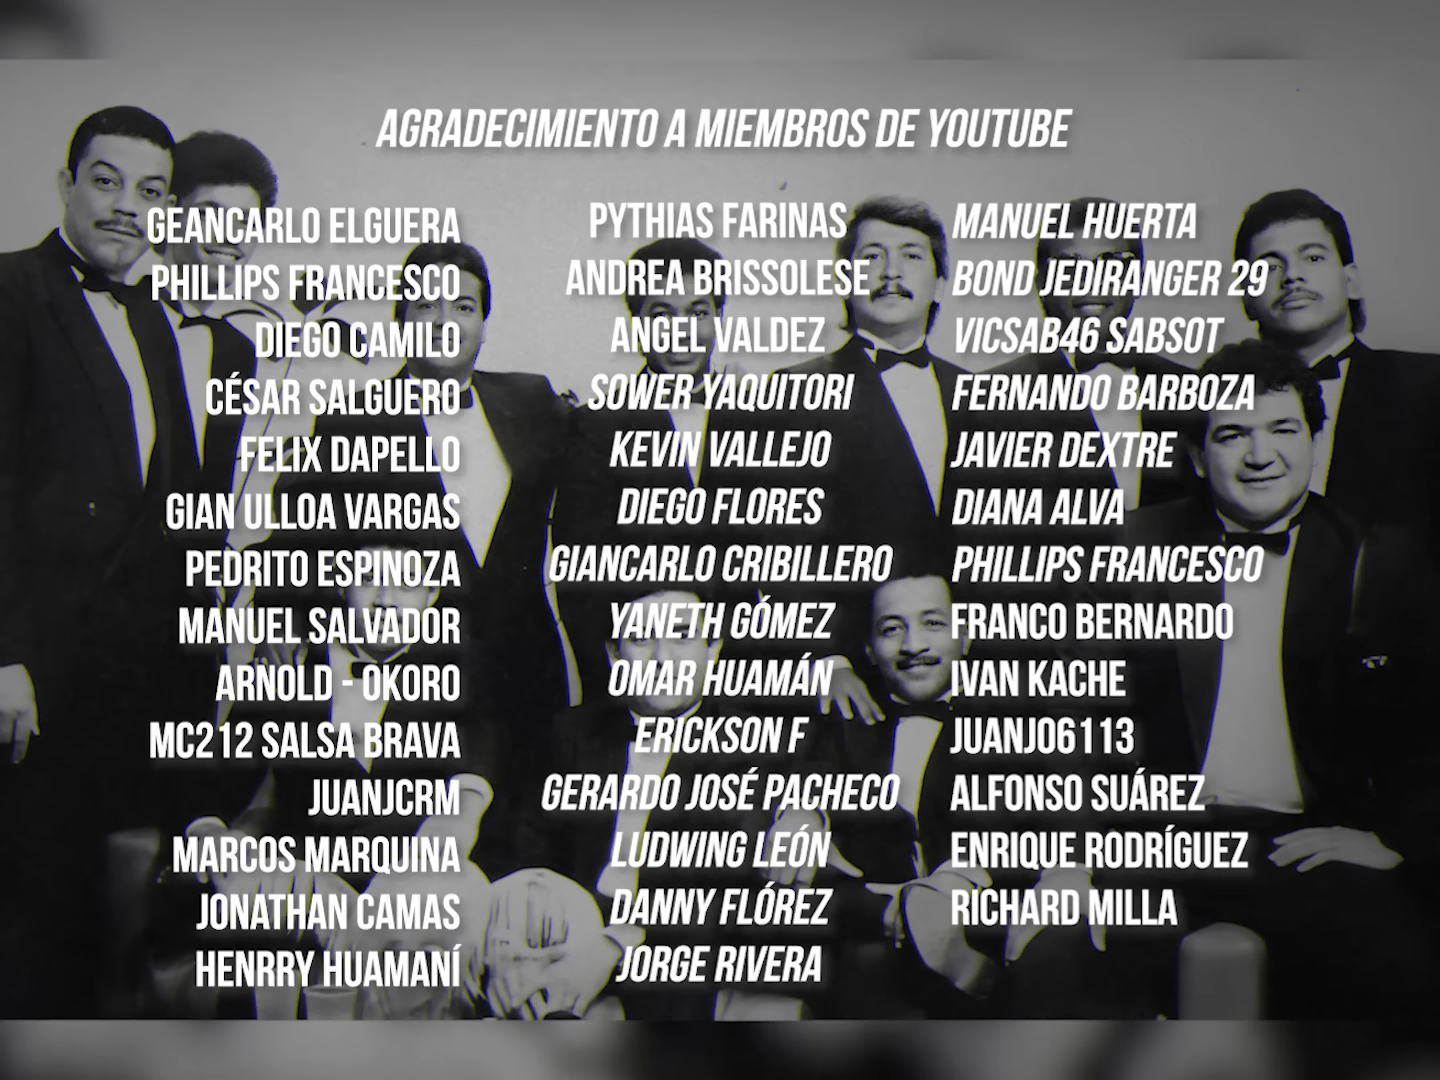 AGRADECIMIENTO A MIEMBROS DE YOUTUBE
GEANCARLO ELGUERA
PHILLIPS FRANCESCO
DIEGO CAMILO
CÉSAR SALGUERO
FELIX DAPELLO
GIAN ULLOA VARGAS
PEDRITO ESPINOZA
MANUEL SALVADOR
ARNOLD - OKORO
MC212 SALSA BRAVA
JUANJCRM
MARCOS MARQUINA
JONATHAN CAMAS
HENRRY HUAMANÍ
PYTHIAS FARINAS
ANDREA BRISSOLESE
ANGEL VALDEZ
SOWER YAQUITORI
KEVIN VALLEJO
DIEGO FLORES
GIANCARLO CRIBILLERO
YANETH GÓMEZ
OMAR HUAMÁN
ERICKSON F
GERARDO JOSÉ PACHECO
LUDWING LEÓN
DANNY FLÓREZ
JORGE RIVERA
MANUEL HUERTA
BOND JEDIRANGER 29
VICSAB46 SABSOT
FERNANDO BARBOZA
JAVIER DEXTRE
DIANA ALVA
PHILLIPS FRANCESCO
FRANCO BERNARDO
IVAN KACHE
JUANJO6113
ALFONSO SUÁREZ
ENRIQUE RODRÍGUEZ
RICHARD MILLA